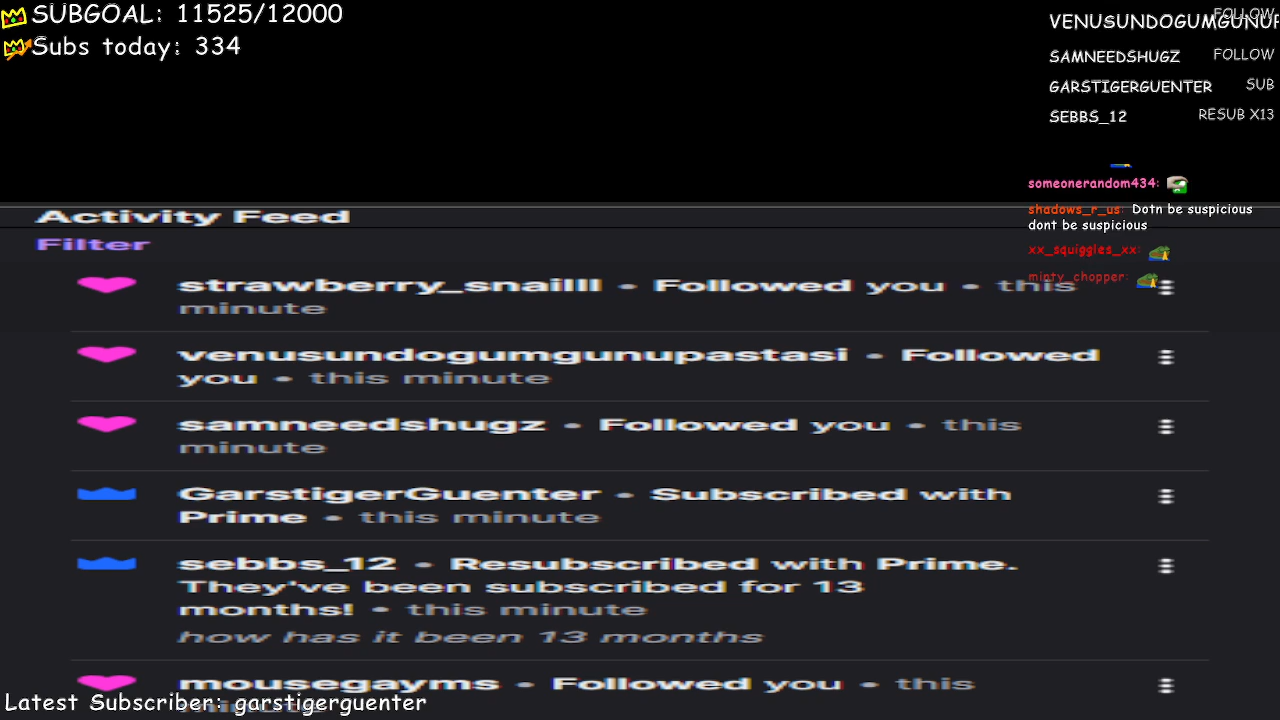 SUBGOAL: 11525/12000
Subs today: 334
FOLLOW
VENUSUNDOGUMGUNUP
SAMNEEDSHUGZ FOLLOW
GARSTIGERGUENTER SUB
SEBBS_12 RESUB X13
someonerandom434:
shadows_r_us: Dotn be suspicious
dont be suspicious
xx_squiggles_xx:
minty_chopper:
Activity Feed
Filter
strawberry_snailll • Followed you • this
minute
venusundogumgunupastasi • Followed
you • this minute
samneedshugz • Followed you • this
minute
GarstigerGuenter • Subscribed with
Prime • this minute
sebbs_12 • Resubscribed with Prime.
They've been subscribed for 13
months! • this minute
how has it been 13 months
mousegayms • Followed you • this
Latest Subscriber: garstigerguenter